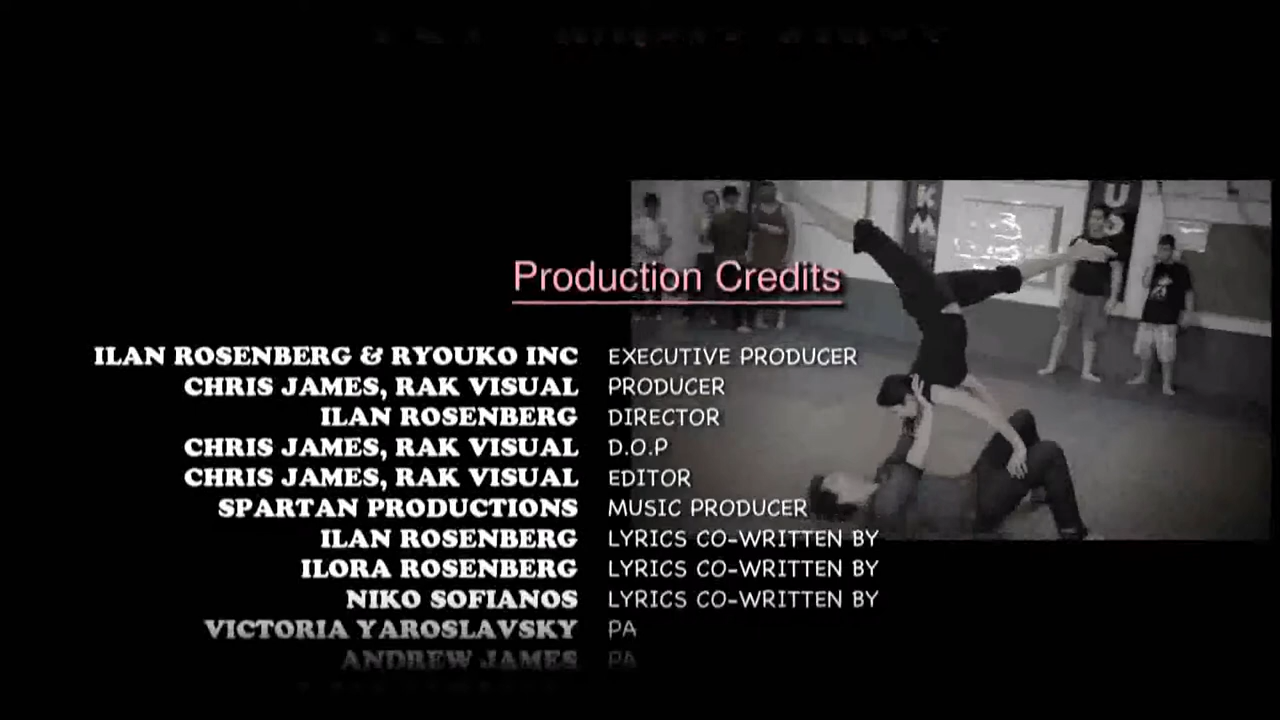 KM
US
Production Credits
ILAN ROSENBERG & RYOUKO INC EXECUTIVE PRODUCER
CHRIS JAMES, RAK VISUAL PRODUCER
ILAN ROSENBERG DIRECTOR
CHRIS JAMES, RAK VISUAL D.O.P
CHRIS JAMES, RAK VISUAL EDITOR
SPARTAN PRODUCTIONS MUSIC PRODUCER
ILAN ROSENBERG LYRICS CO-WRITTEN BY
ILORA ROSENBERG LYRICS CO-WRITTEN BY
NIKO SOFIANOS LYRICS CO-WRITTEN BY
VICTORIA YAROSLAVSKY PA
ANDREW JAMES PA